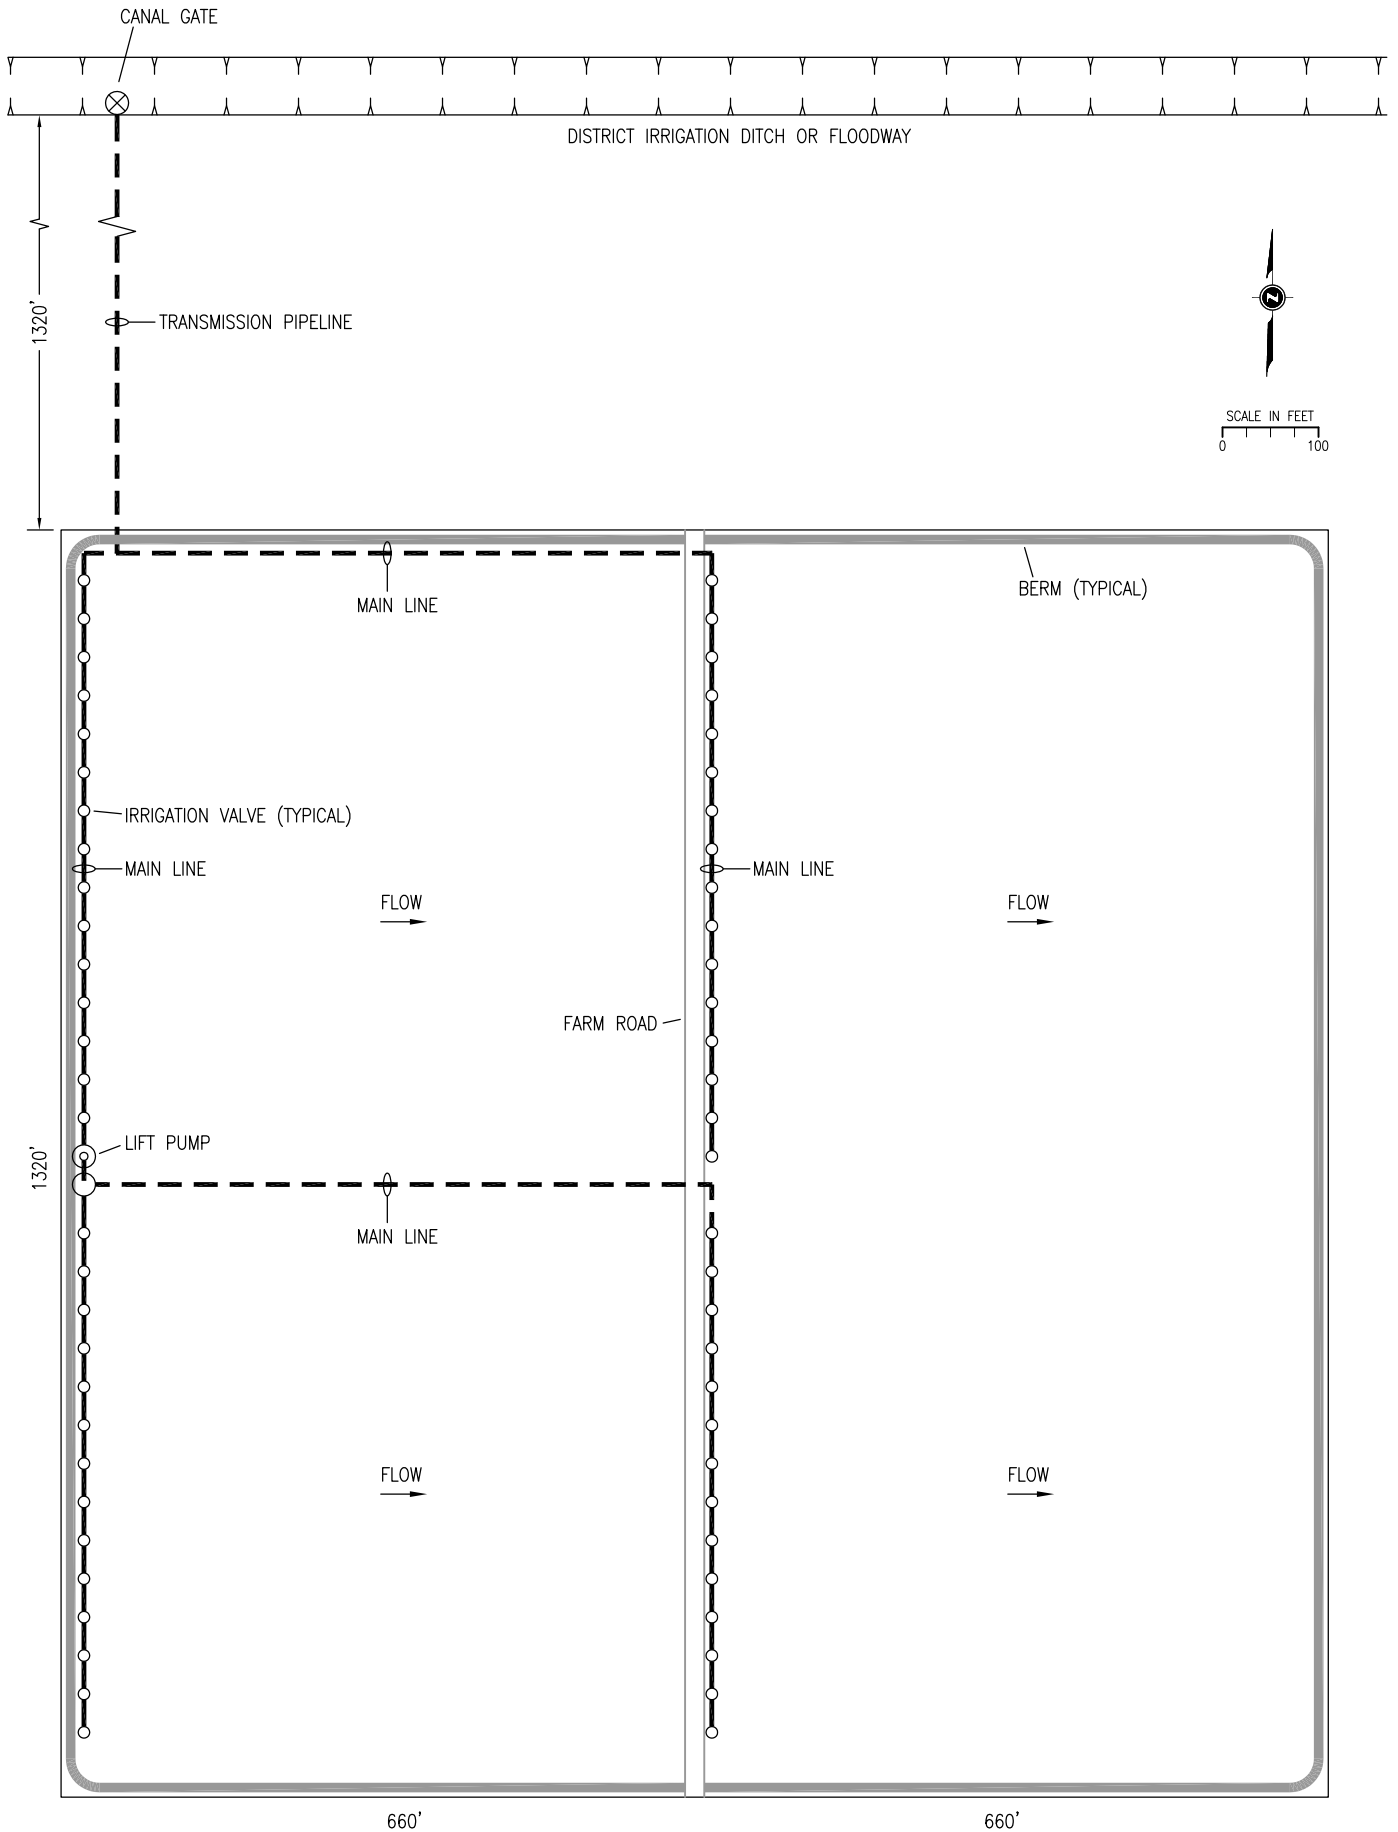 CANAL GATE
DISTRICT IRRIGATION DITCH OR FLOODWAY
1320'
TRANSMISSION PIPELINE
N
SCALE IN FEET
0 100
MAIN LINE
BERM (TYPICAL)
IRRIGATION VALVE (TYPICAL)
MAIN LINE
MAIN LINE
FLOW
FLOW
FARM ROAD
LIFT PUMP
1320'
MAIN LINE
FLOW
FLOW
660'
660'